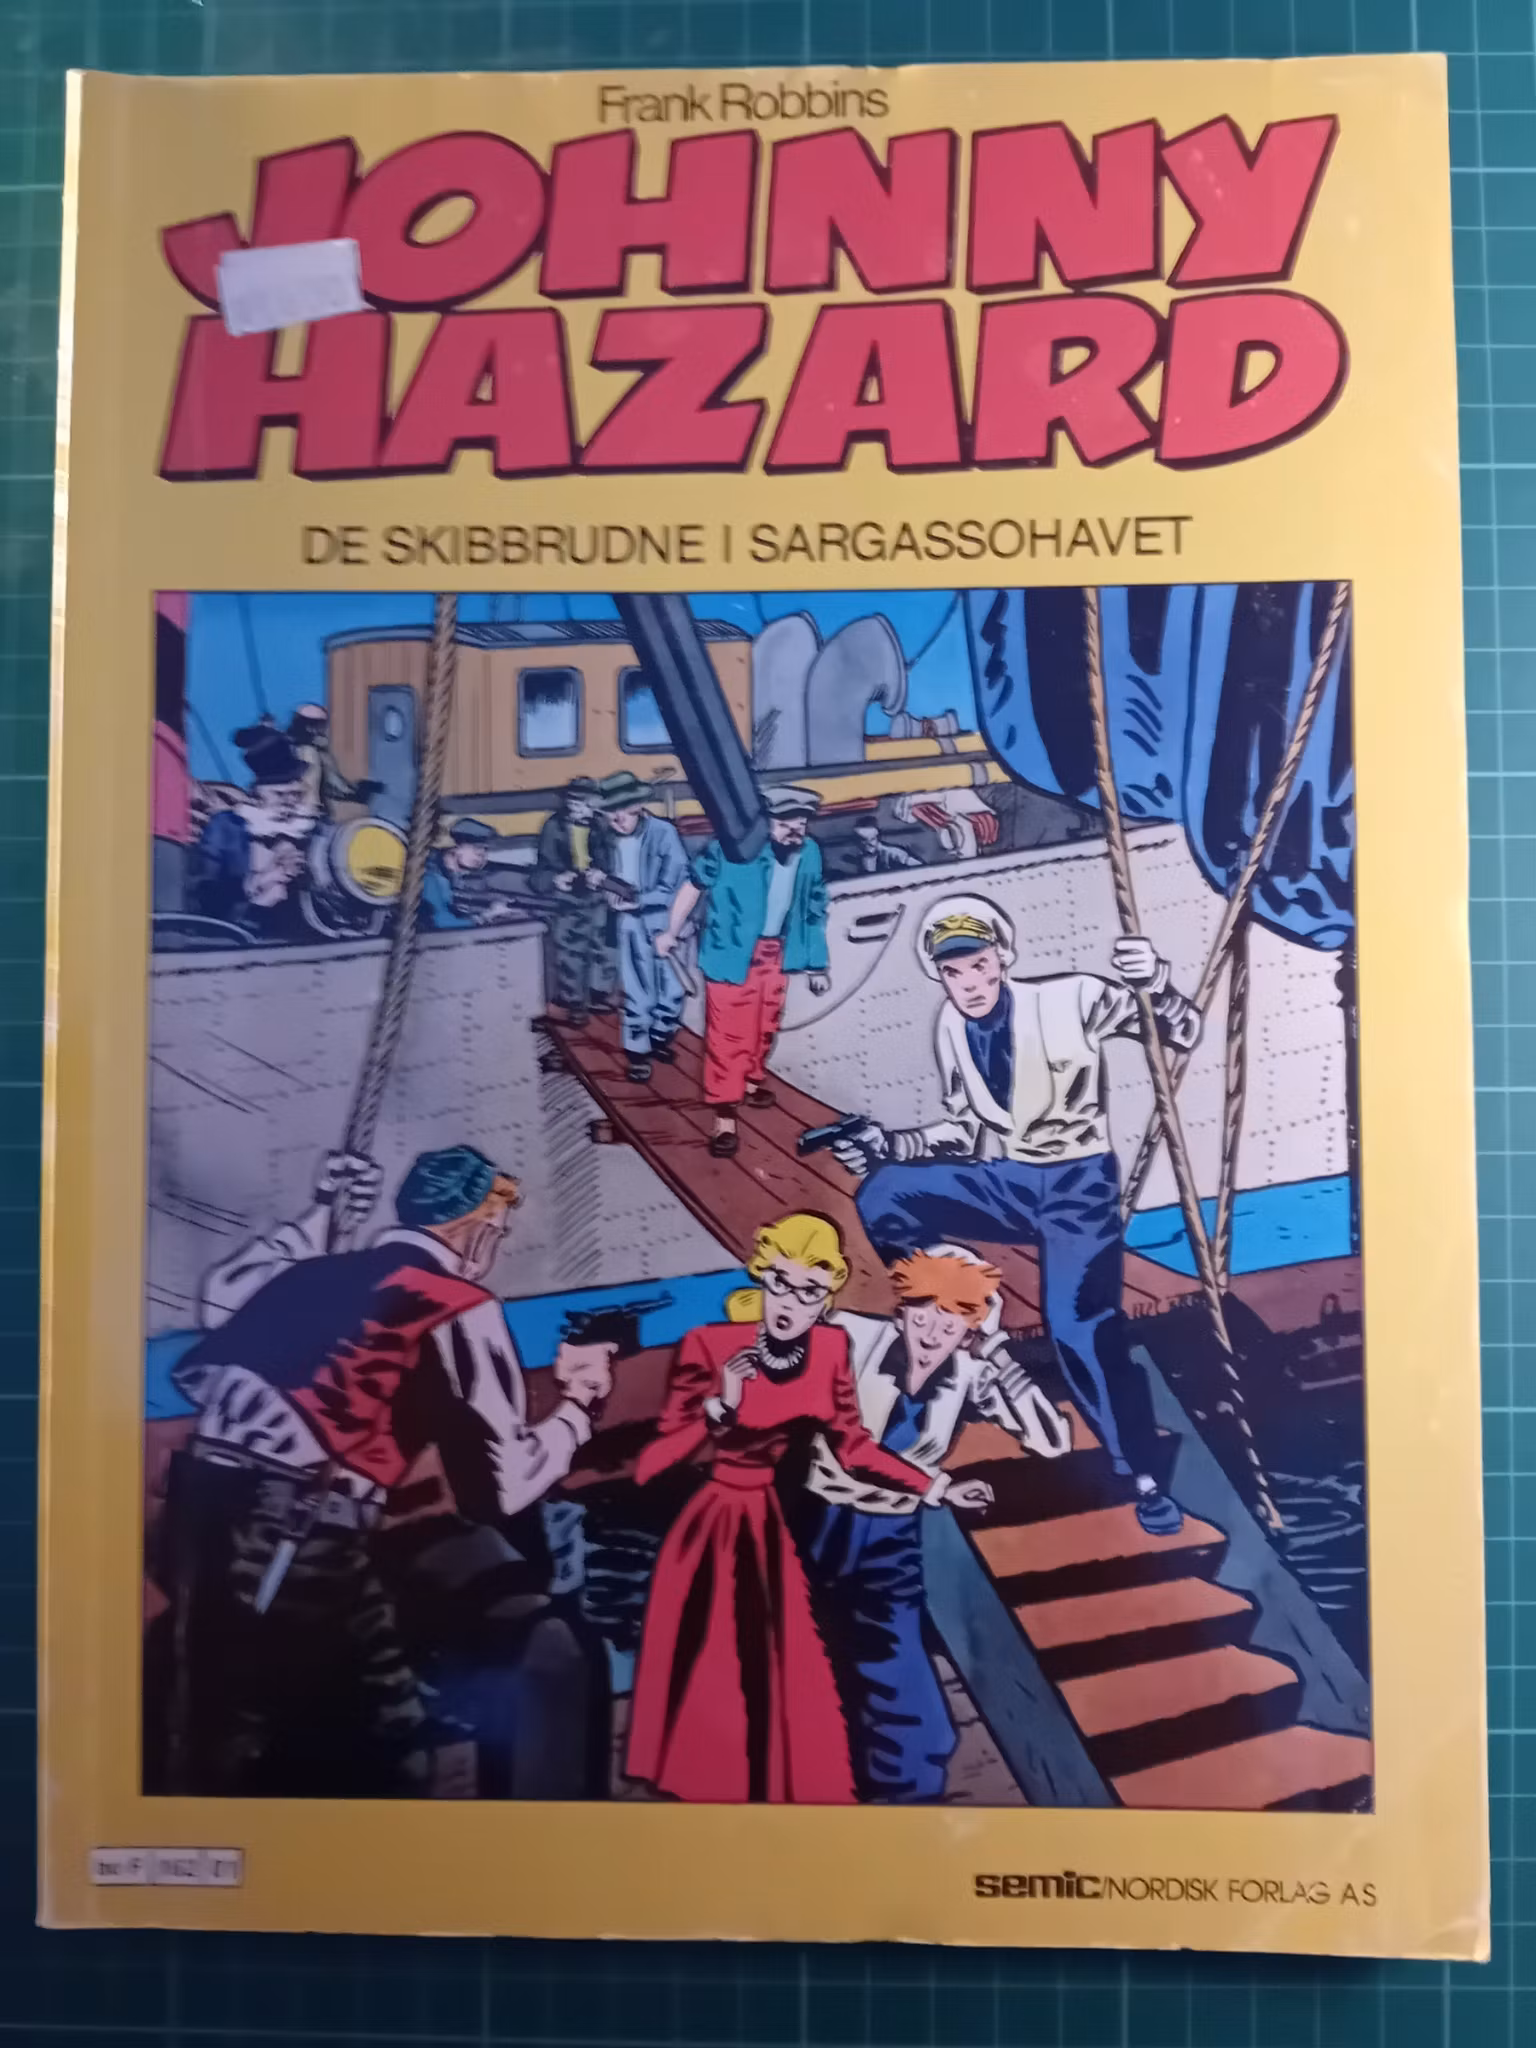 Frank Robbins
JOHNNY
HAZARD
DE SKIBBRUDNE I SARGASSOHAVET
semic/NORDISK FORLAG AS